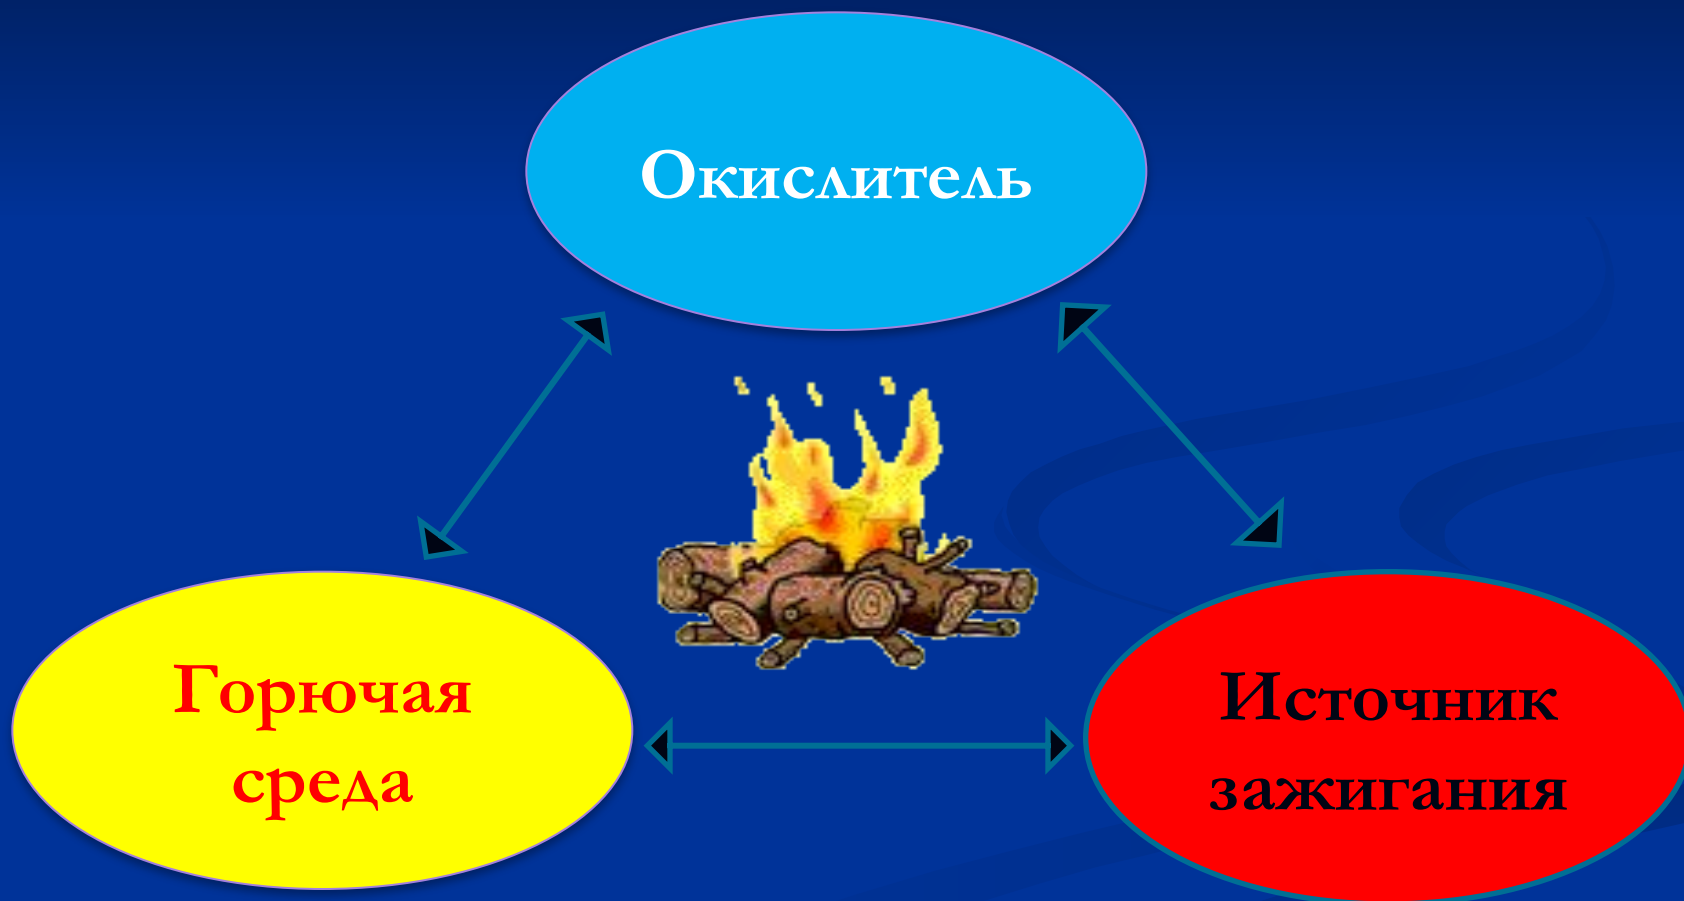 Окислитель
Горючая
среда
Источник
зажигания